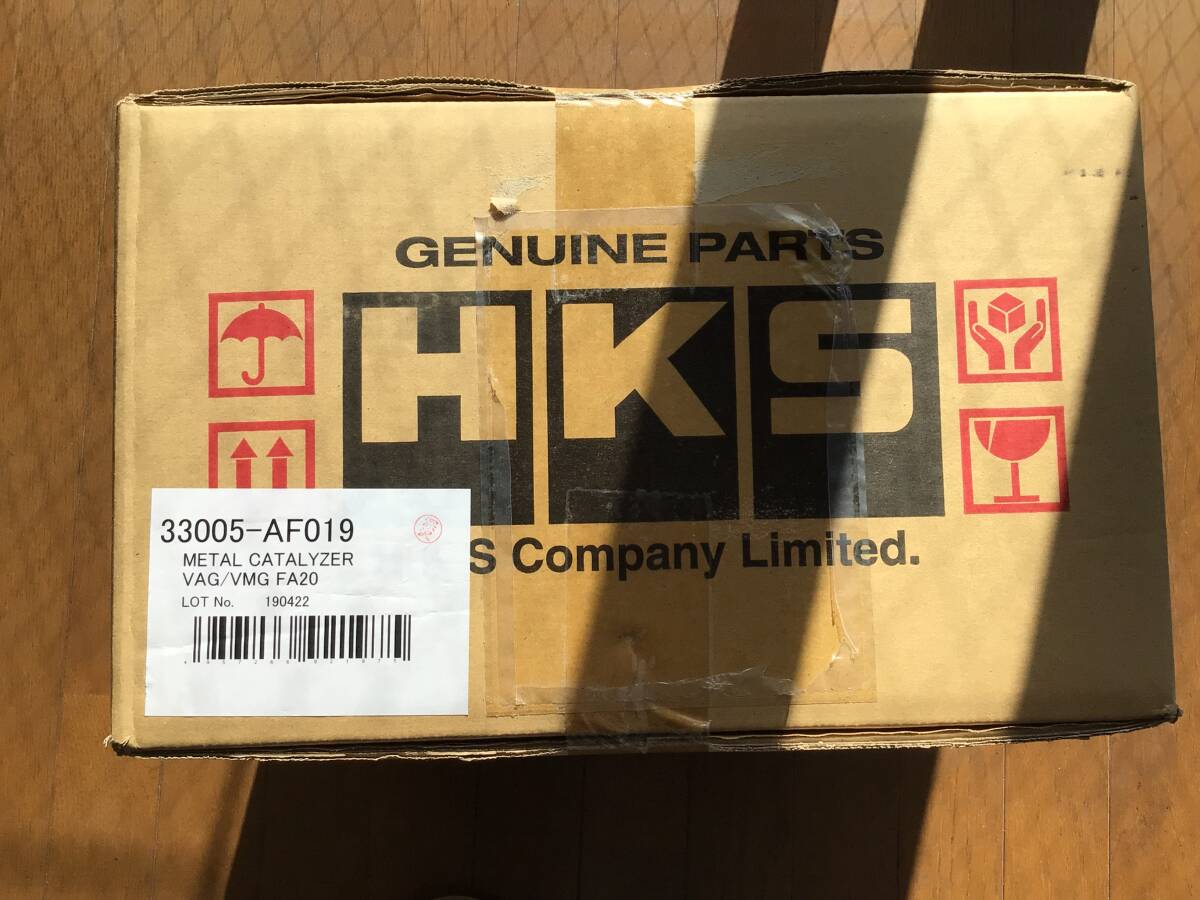 GENUINE PARTS
HKS
S Company Limited.
33005-AF019
METAL CATALYZER
VAG/VMG FA20
LOT No. 190422